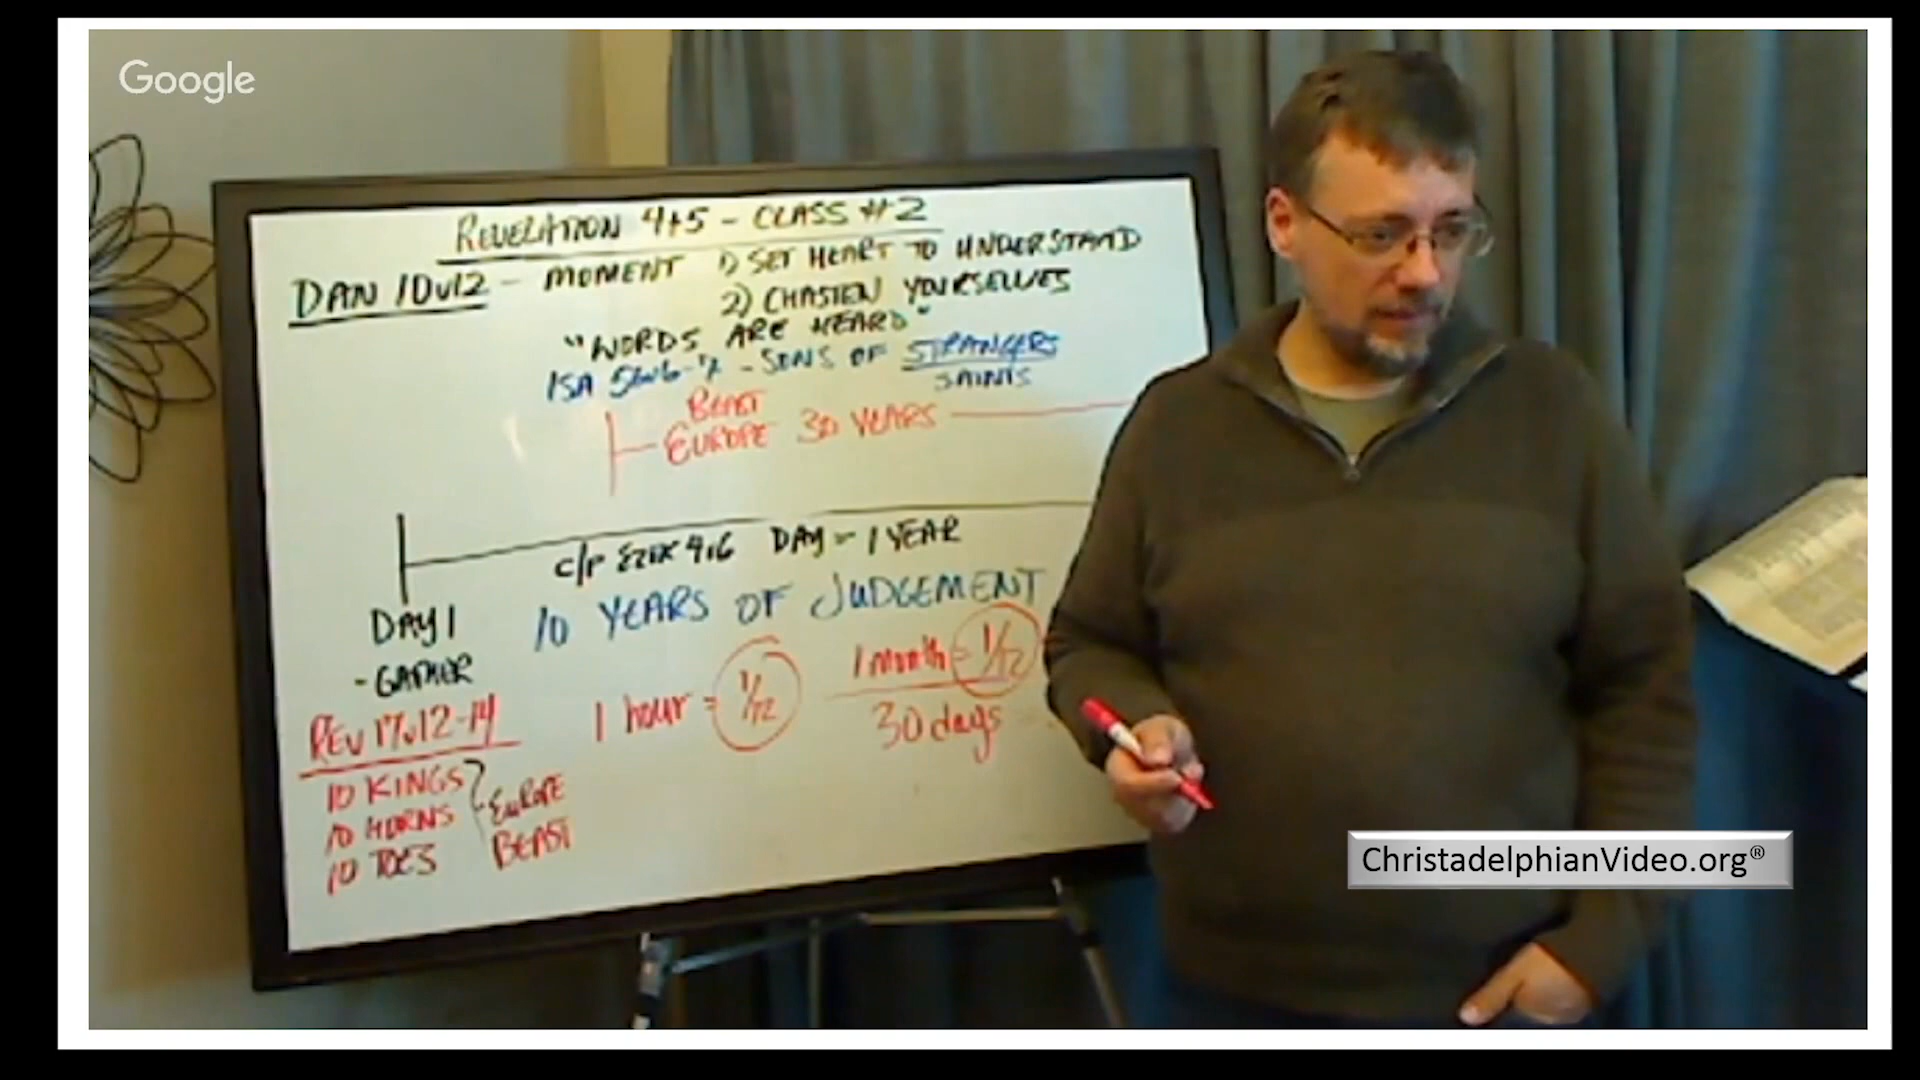 Google
REVELATION 4+5 - CLASS #2
DAN 10v12 - MOMENT 1) SET HEART TO UNDERSTAND
2) CHASTEN YOURSELVES
"WORDS ARE HEARD"
ISA 56v6-7 - SONS OF STRANGERS
SAINTS
BEAST
EUROPE 30 YEARS
c/p EZEK 4v6 DAY = 1 YEAR
DAY 1
10 YEARS OF JUDGEMENT
- GATHER
1 hour = 1/12
1 month = 1/12
30 days
REV 17v12-14
10 KINGS
10 HORNS
10 TOES
EUROPE
BEAST
ChristadelphianVideo.org®